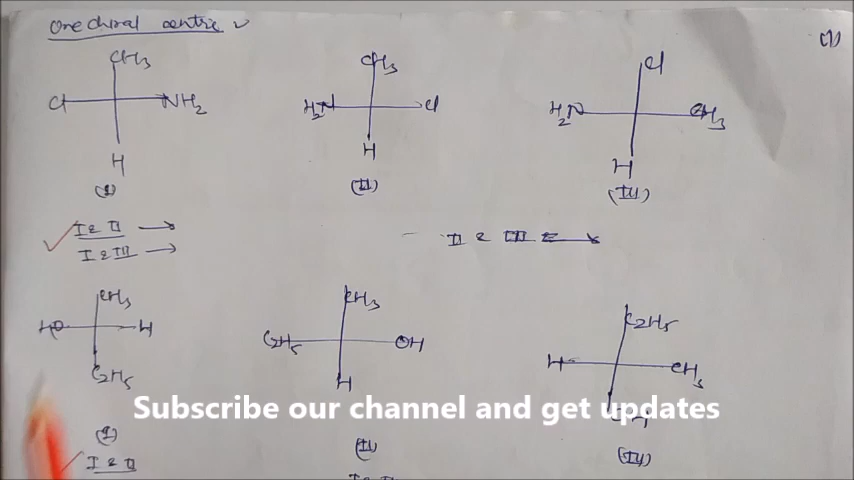 One chiral centre
(1)
CH3
Cl NH2
H
(I)
CH3
H2N Cl
H
(II)
Cl
H2N CH3
H
(III)
I & II →
I & III →
II & III →
CH3
HO H
C2H5
(I)
CH3
C2H5 OH
H
(II)
C2H5
H CH3
Subscribe our channel and get updates
I & II